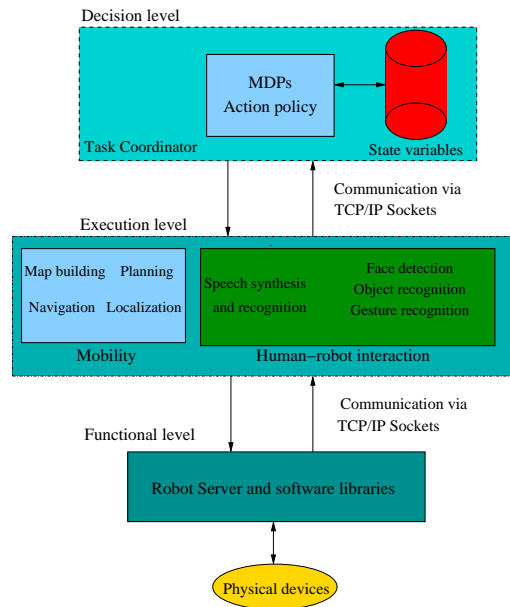 Decision level
MDPs
Action policy
Task Coordinator
State variables
Communication via
TCP/IP Sockets
Execution level
Map building Planning
Navigation Localization
Speech synthesis
and recognition
Face detection
Object recognition
Gesture recognition
Mobility
Human−robot interaction
Communication via
TCP/IP Sockets
Functional level
Robot Server and software libraries
Physical devices